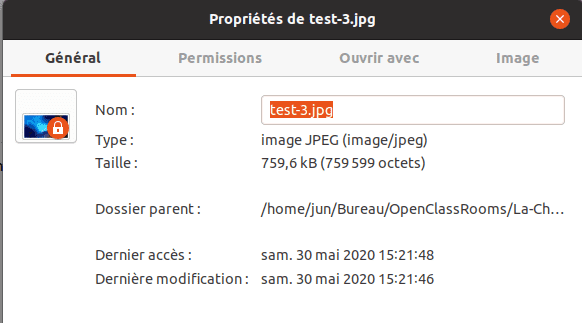 Propriétés de test-3.jpg
Général Permissions Ouvrir avec Image
Nom : test-3.jpg
Type : image JPEG (image/jpeg)
Taille : 759,6 kB (759 599 octets)
Dossier parent : /home/jun/Bureau/OpenClassRooms/La-Ch…
Dernier accès : sam. 30 mai 2020 15:21:48
Dernière modification : sam. 30 mai 2020 15:21:46